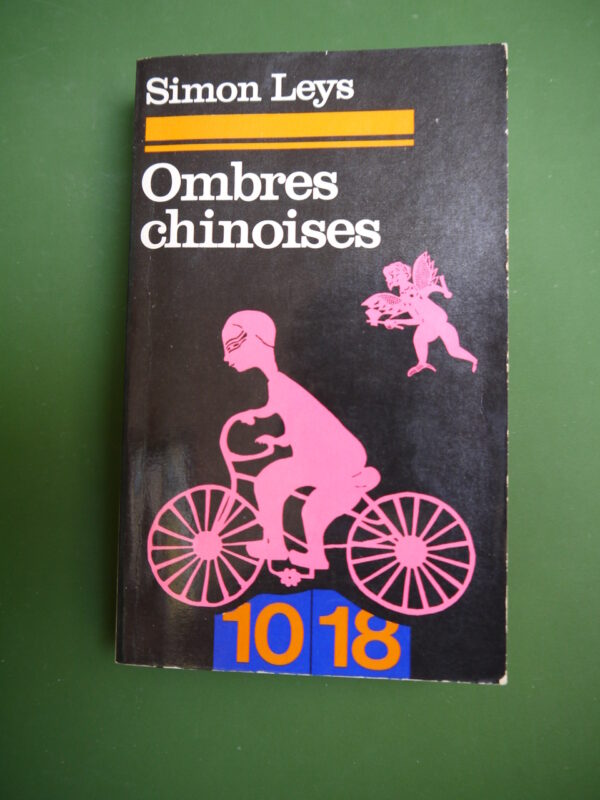 Simon Leys
Ombres
chinoises
10 18